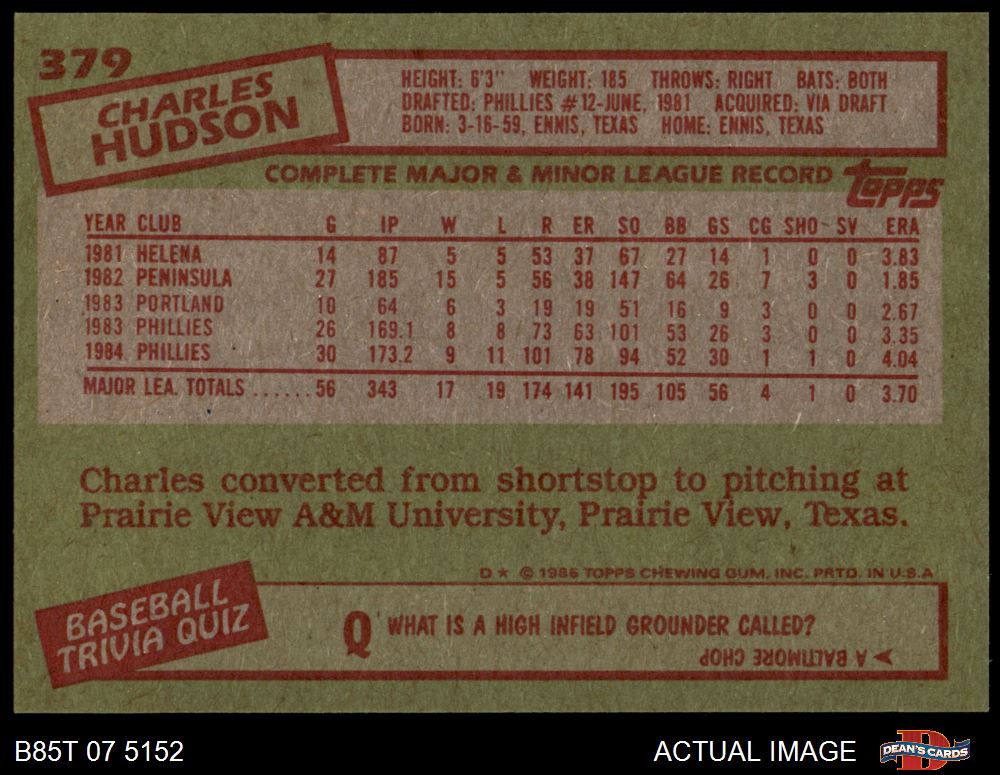 379
CHARLES
HUDSON
HEIGHT: 6'3" WEIGHT: 185 THROWS: RIGHT BATS: BOTH
DRAFTED: PHILLIES #12-JUNE, 1981 ACQUIRED: VIA DRAFT
BORN: 3-16-59, ENNIS, TEXAS HOME: ENNIS, TEXAS
COMPLETE MAJOR & MINOR LEAGUE RECORD topps
YEAR CLUB G IP W L R ER SO BB GS CG SHO SV ERA
1981 HELENA 14 87 5 5 53 37 67 27 14 1 0 0 3.83
1982 PENINSULA 27 185 15 5 56 38 147 64 26 7 3 0 1.85
1983 PORTLAND 10 64 6 3 19 19 51 16 9 3 0 0 2.67
1983 PHILLIES 26 169.1 8 8 73 63 101 53 26 3 0 0 3.35
1984 PHILLIES 30 173.2 9 11 101 78 94 52 30 1 1 0 4.04
MAJOR LEA. TOTALS ...... 56 343 17 19 174 141 195 105 56 4 1 0 3.70
Charles converted from shortstop to pitching at
Prairie View A&M University, Prairie View, Texas.
D★ © 1985 TOPPS CHEWING GUM, INC. PRTD. IN U.S.A
BASEBALL
TRIVIA QUIZ
Q WHAT IS A HIGH INFIELD GROUNDER CALLED?
A BALTIMORE CHOP
B85T 07 5152
ACTUAL IMAGE
D
DEAN'S CARDS